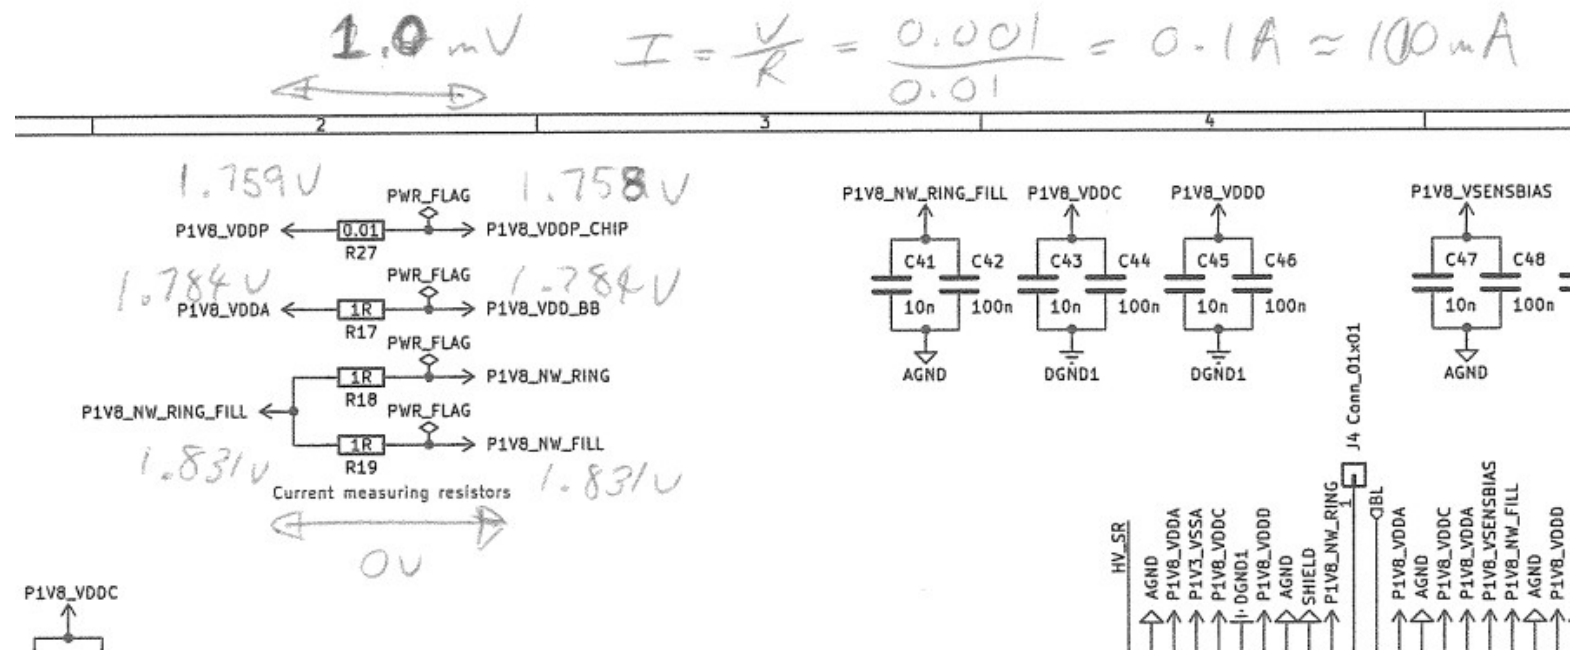 1.0 mV I = V/R = 0.001/0.01 = 0.1A ≈ 100mA
2 3 4
1.759V 1.758V
PWR_FLAG
P1V8_VDDP 0.01 P1V8_VDDP_CHIP
R27
1.784V PWR_FLAG 1.784V
P1V8_VDDA 1R P1V8_VDD_BB
R17
PWR_FLAG
1R P1V8_NW_RING
R18
P1V8_NW_RING_FILL PWR_FLAG
1R P1V8_NW_FILL
R19
1.831V 1.831V
Current measuring resistors
0V
P1V8_VDDC
P1V8_NW_RING_FILL P1V8_VDDC P1V8_VDDD P1V8_VSENSBIAS
C41 C42 C43 C44 C45 C46 C47 C48
10n 100n 10n 100n 10n 100n 10n 100n
AGND DGND1 DGND1 AGND
J4 Conn_01x01
1
HV_SR
AGND
P1V8_VDDA
P1V3_VSSA
P1V8_VDDC
DGND1
P1V8_VDDD
AGND
SHIELD
P1V8_NW_RING
BL
P1V8_VDDA
AGND
P1V8_VDDC
P1V8_VDDA
P1V8_VSENSBIAS
P1V8_NW_FILL
AGND
P1V8_VDDD